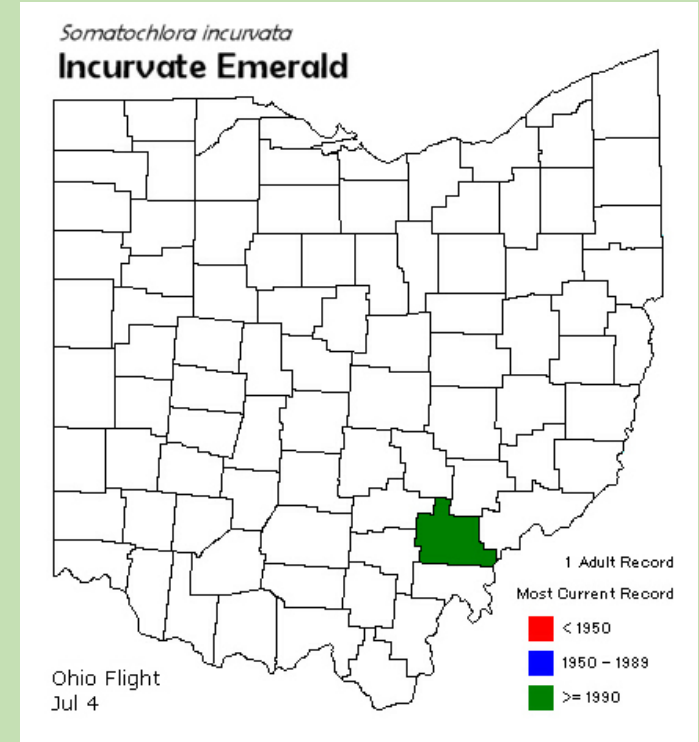 Somatochlora incurvata
Incurvate Emerald
1 Adult Record
Most Current Record
< 1950
1950 - 1989
>= 1990
Ohio Flight
Jul 4